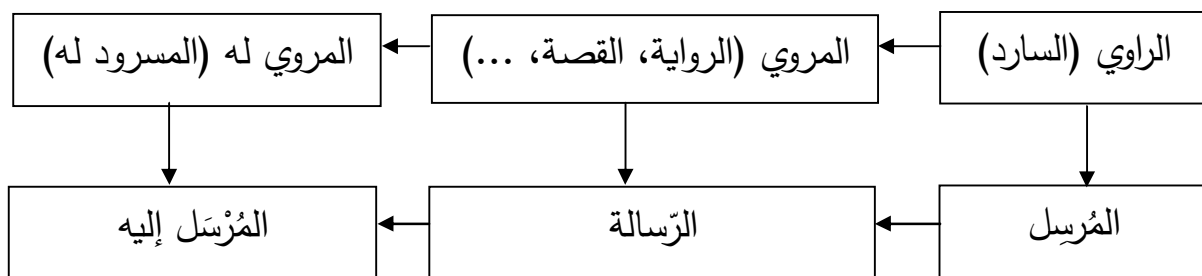 الراوي (السارد)
المروي (الرواية، القصة، ...)
المروي له (المسرود له)
المُرسِل
الرّسالة
المُرْسَل إليه